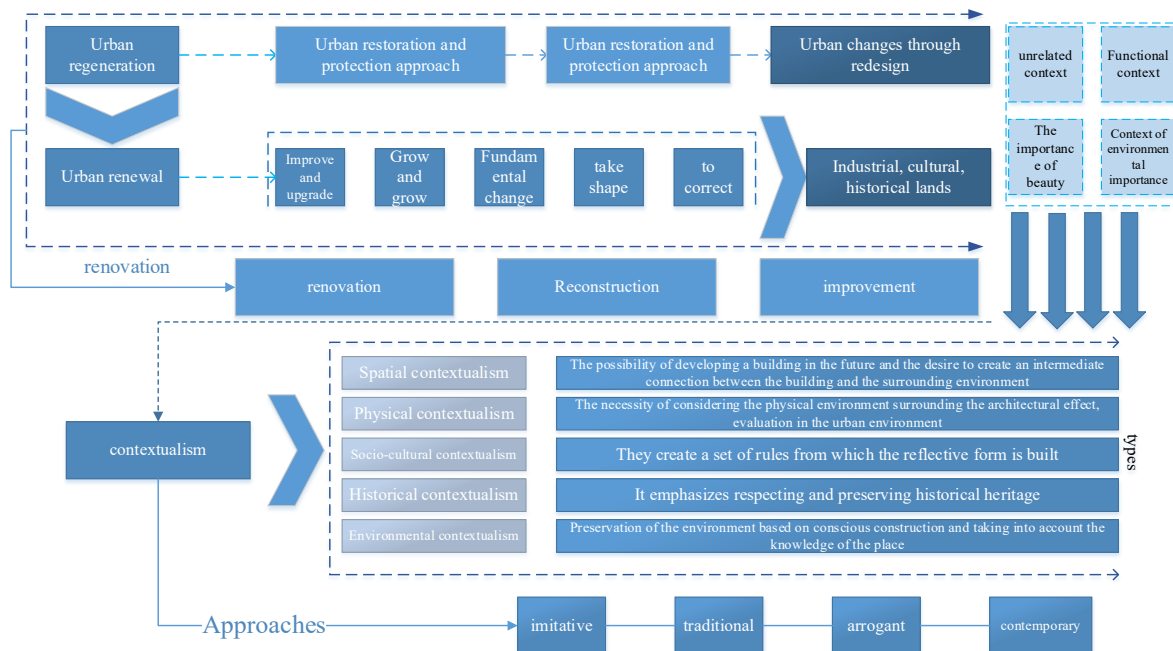 Urban
regeneration
Urban restoration and
protection approach
Urban restoration and
protection approach
Urban changes through
redesign
unrelated
context
Functional
context
Urban renewal
Improve
and
upgrade
Grow
and
grow
Fundam
ental
change
take
shape
to
correct
Industrial, cultural,
historical lands
The
importanc
e of
beauty
Context of
environmen
tal
importance
renovation
renovation
Reconstruction
improvement
contextualism
Spatial contextualism
The possibility of developing a building in the future and the desire to create an intermediate
connection between the building and the surrounding environment
Physical contextualism
The necessity of considering the physical environment surrounding the architectural effect,
evaluation in the urban environment
Socio-cultural contextualism
They create a set of rules from which the reflective form is built
Historical contextualism
It emphasizes respecting and preserving historical heritage
Environmental contextualism
Preservation of the environment based on conscious construction and taking into account the
knowledge of the place
types
Approaches
imitative
traditional
arrogant
contemporary